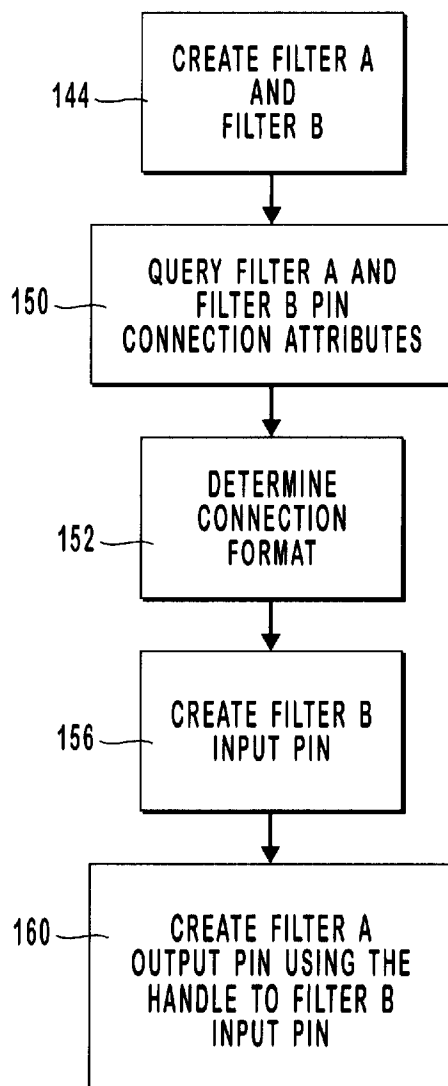 144
CREATE FILTER A
AND
FILTER B
150
QUERY FILTER A AND
FILTER B PIN
CONNECTION ATTRIBUTES
152
DETERMINE
CONNECTION
FORMAT
156
CREATE FILTER B
INPUT PIN
160
CREATE FILTER A
OUTPUT PIN USING THE
HANDLE TO FILTER B
INPUT PIN